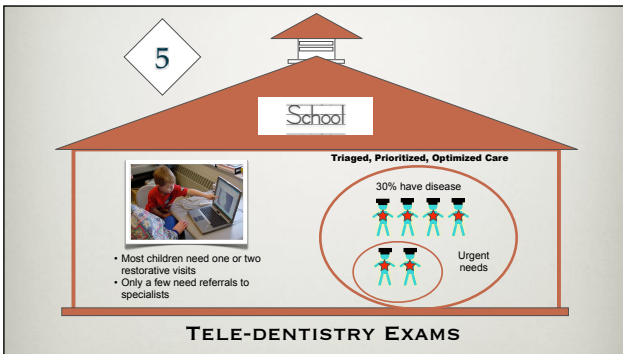 5
School
Triaged, Prioritized, Optimized Care
30% have disease
Urgent
needs
• Most children need one or two
restorative visits
• Only a few need referrals to
specialists
TELE-DENTISTRY EXAMS